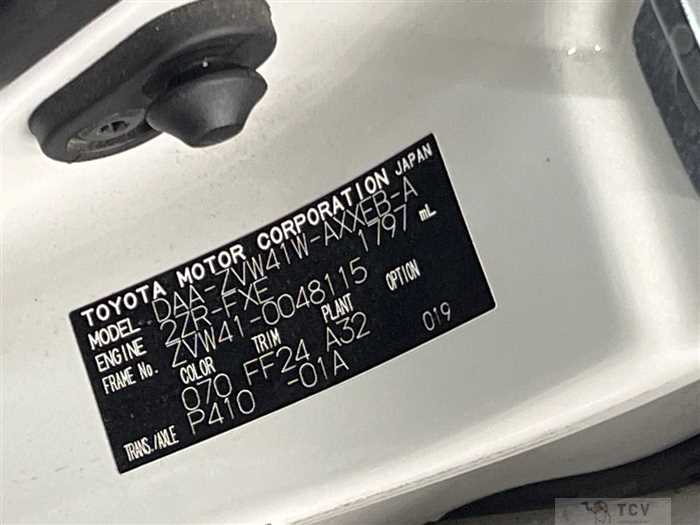 TOYOTA MOTOR CORPORATION JAPAN
MODEL DAA-ZVW41W-AXXEB-A
ENGINE 2ZR-FXE 1797 mL
FRAME No. ZVW41-0048115
COLOR TRIM PLANT OPTION
070 FF24 A32 019
TRANS./AXLE P410 -01A
TCV